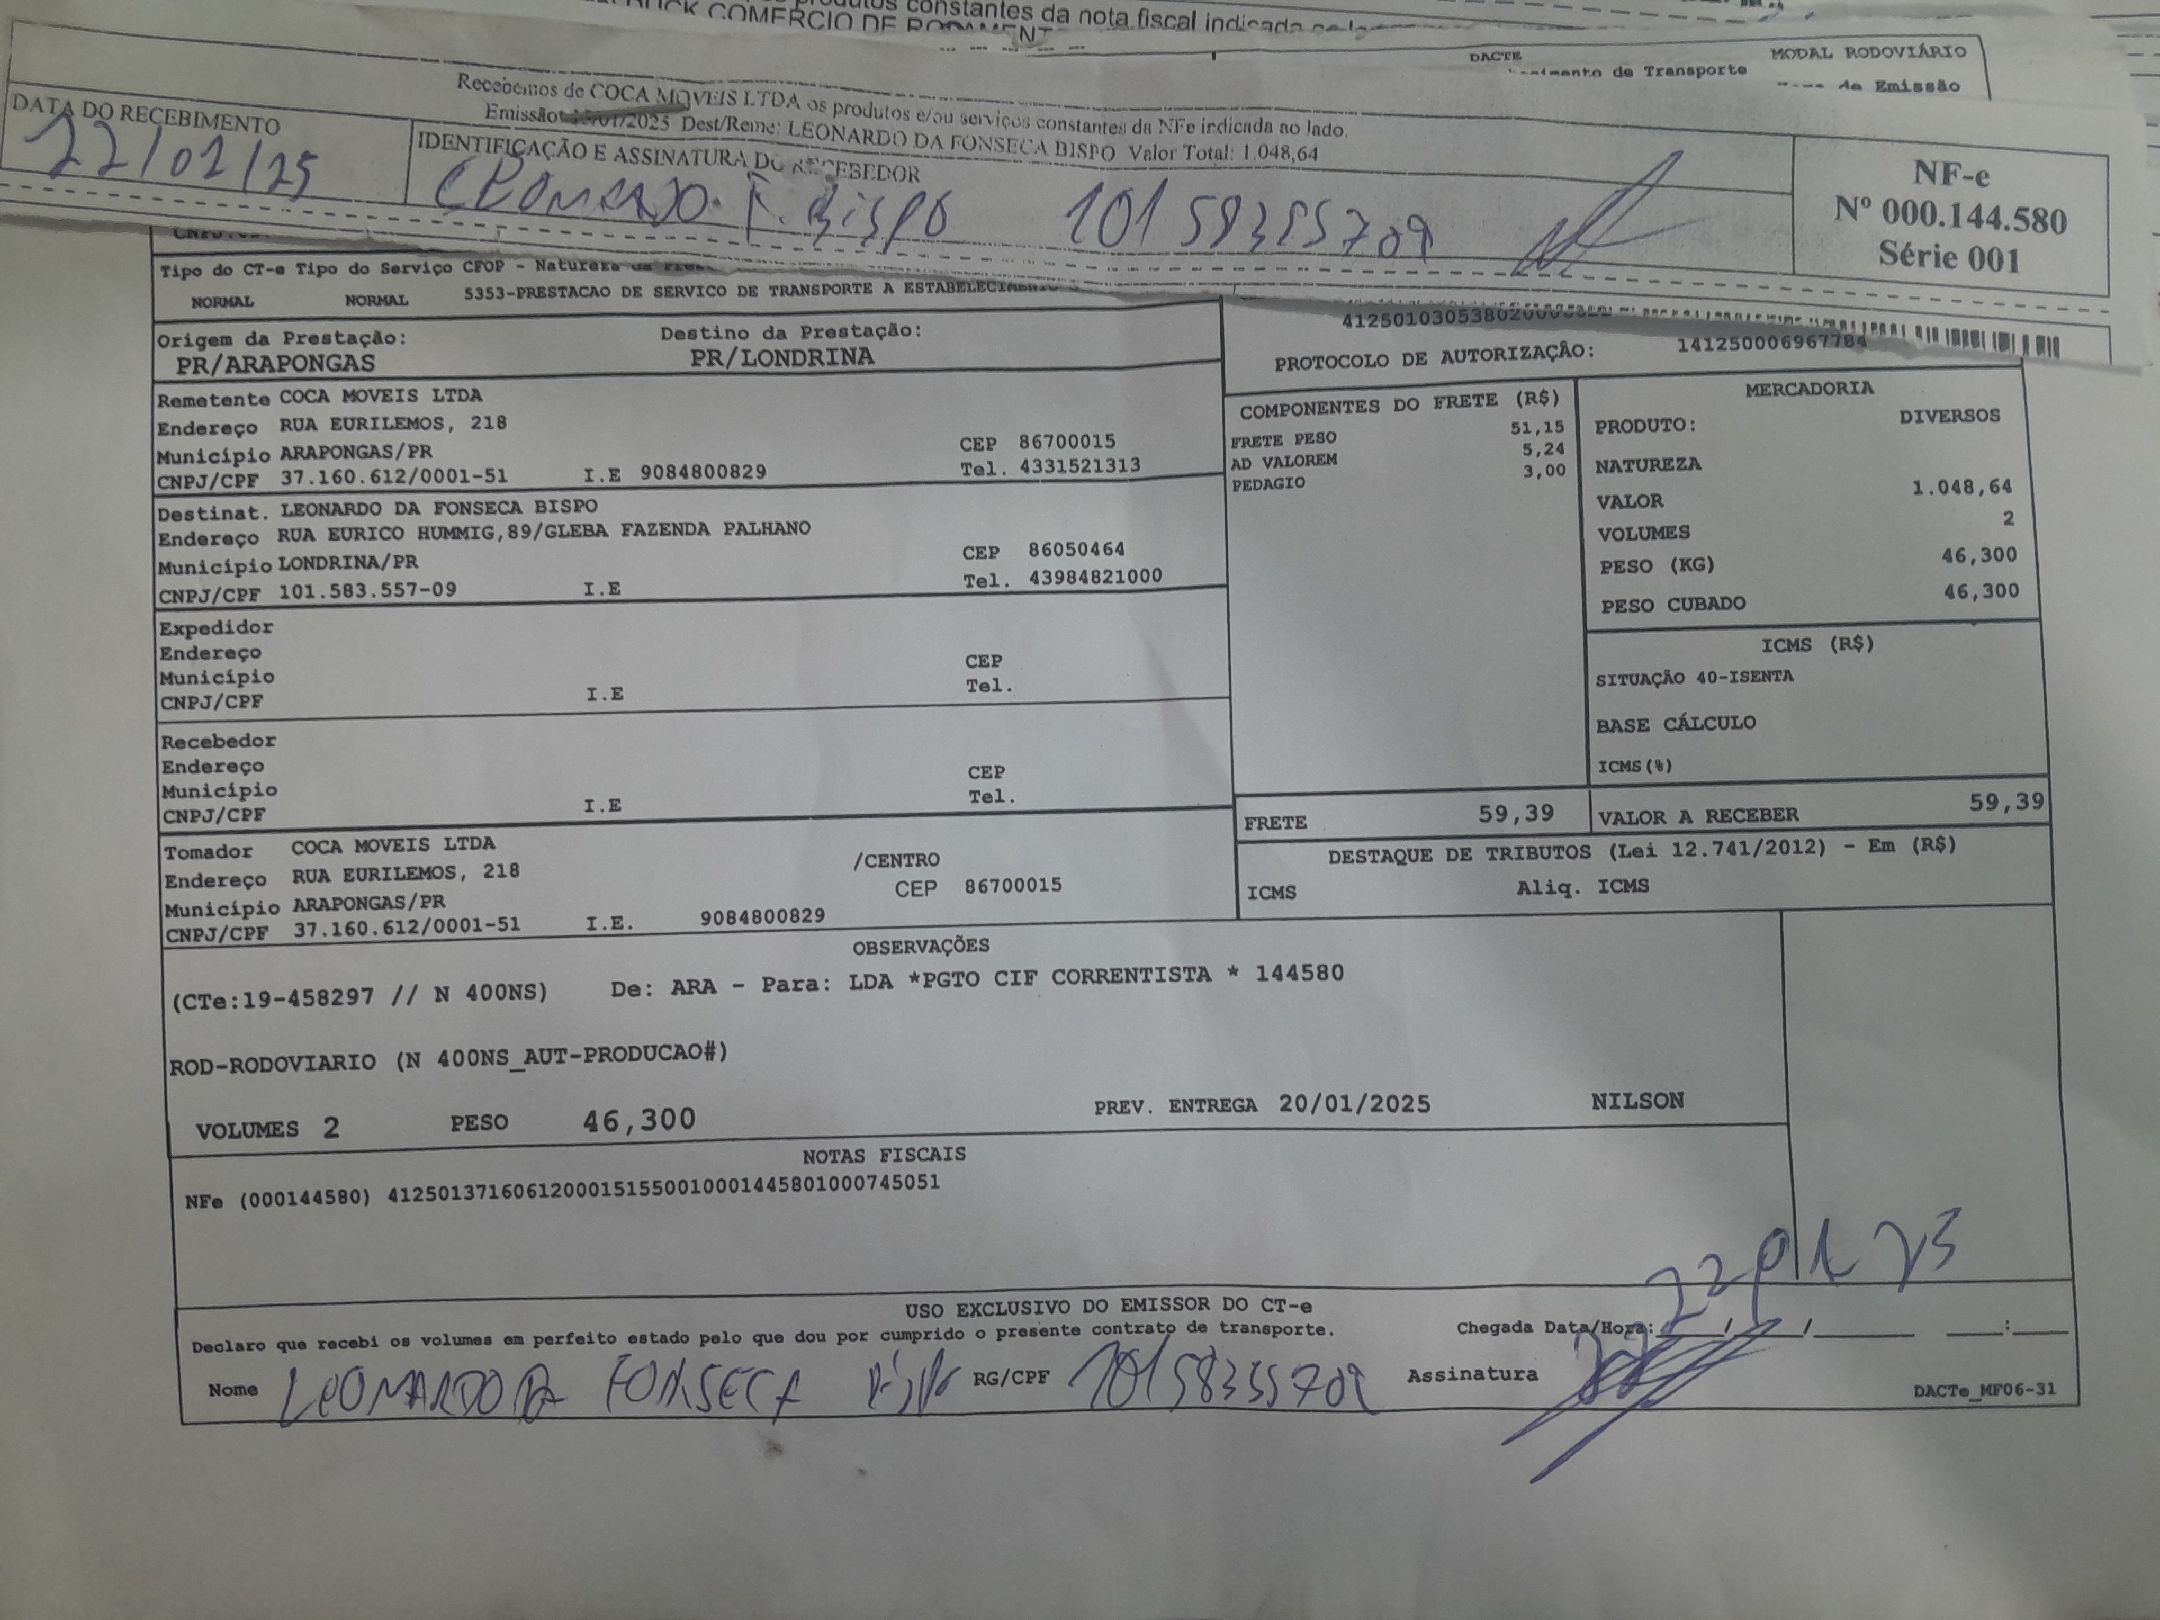 produtos constantes da nota fiscal indicada
COMERCIO DE
DACTE MODAL RODOVIÁRIO
de Transporte
de Emissão
Recebemos de COCA MOVEIS LTDA os produtos e/ou serviços constantes da NFe indicada ao lado.
Emissão /01/2025 Dest/Reme: LEONARDO DA FONSECA BISPO Valor Total: 1.048,64
DATA DO RECEBIMENTO
IDENTIFICAÇÃO E ASSINATURA DO RECEBEDOR
22/02/25
F. Bispo 10158355709
NF-e
Nº 000.144.580
Série 001
Tipo do CT-e Tipo do Serviço CFOP - Natureza
NORMAL NORMAL 5353-PRESTACAO DE SERVICO DE TRANSPORTE A
Origem da Prestação: Destino da Prestação:
PR/ARAPONGAS PR/LONDRINA
PROTOCOLO DE AUTORIZAÇÃO: 141250006967784
Remetente COCA MOVEIS LTDA
Endereço RUA EURILEMOS, 218
Município ARAPONGAS/PR CEP 86700015
CNPJ/CPF 37.160.612/0001-51 I.E 9084800829 Tel. 4331521313
Destinat. LEONARDO DA FONSECA BISPO
Endereço RUA EURICO HUMMIG,89/GLEBA FAZENDA PALHANO
Município LONDRINA/PR CEP 86050464
CNPJ/CPF 101.583.557-09 I.E Tel. 43984821000
Expedidor
Endereço
Município CEP
CNPJ/CPF I.E Tel.
Recebedor
Endereço
Município CEP
CNPJ/CPF I.E Tel.
Tomador COCA MOVEIS LTDA
Endereço RUA EURILEMOS, 218 /CENTRO
Município ARAPONGAS/PR CEP 86700015
CNPJ/CPF 37.160.612/0001-51 I.E. 9084800829
COMPONENTES DO FRETE (R$)
FRETE PESO 51,15
AD VALOREM 5,24
PEDAGIO 3,00
MERCADORIA
PRODUTO: DIVERSOS
NATUREZA
VALOR 1.048,64
VOLUMES 2
PESO (KG) 46,300
PESO CUBADO 46,300
ICMS (R$)
SITUAÇÃO 40-ISENTA
BASE CÁLCULO
ICMS(%)
FRETE 59,39 VALOR A RECEBER 59,39
DESTAQUE DE TRIBUTOS (Lei 12.741/2012) - Em (R$)
ICMS Aliq. ICMS
OBSERVAÇÕES
(CTe:19-458297 // N 400NS) De: ARA - Para: LDA *PGTO CIF CORRENTISTA * 144580
ROD-RODOVIARIO (N 400NS_AUT-PRODUCAO#)
VOLUMES 2 PESO 46,300 PREV. ENTREGA 20/01/2025 NILSON
NOTAS FISCAIS
NFe (000144580) 41250137160612000151550010001445801000745051
USO EXCLUSIVO DO EMISSOR DO CT-e
Declaro que recebi os volumes em perfeito estado pelo que dou por cumprido o presente contrato de transporte. Chegada Data/Hora: / / :
22 01 25
Nome LEONARDO DA FONSECA Bispo RG/CPF 10158355709 Assinatura
DACTe_MF06-31